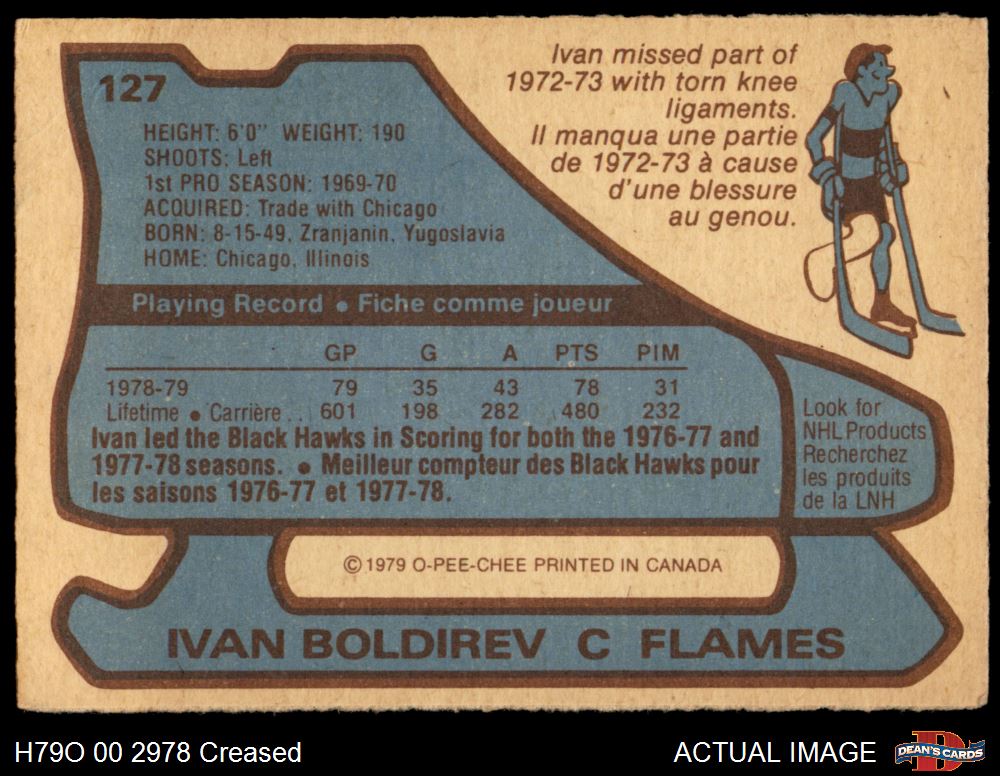 127
HEIGHT: 6'0" WEIGHT: 190
SHOOTS: Left
1st PRO SEASON: 1969-70
ACQUIRED: Trade with Chicago
BORN: 8-15-49, Zranjanin, Yugoslavia
HOME: Chicago, Illinois
Ivan missed part of
1972-73 with torn knee
ligaments.
Il manqua une partie
de 1972-73 à cause
d'une blessure
au genou.
Playing Record • Fiche comme joueur
GP G A PTS PIM
1978-79 79 35 43 78 31
Lifetime • Carrière . . 601 198 282 480 232
Ivan led the Black Hawks in Scoring for both the 1976-77 and
1977-78 seasons. • Meilleur compteur des Black Hawks pour
les saisons 1976-77 et 1977-78.
Look for
NHL Products
Recherchez
les produits
de la LNH
©1979 O-PEE-CHEE PRINTED IN CANADA
IVAN BOLDIREV C FLAMES
H79O 00 2978 Creased
ACTUAL IMAGE
DEAN'S CARDS